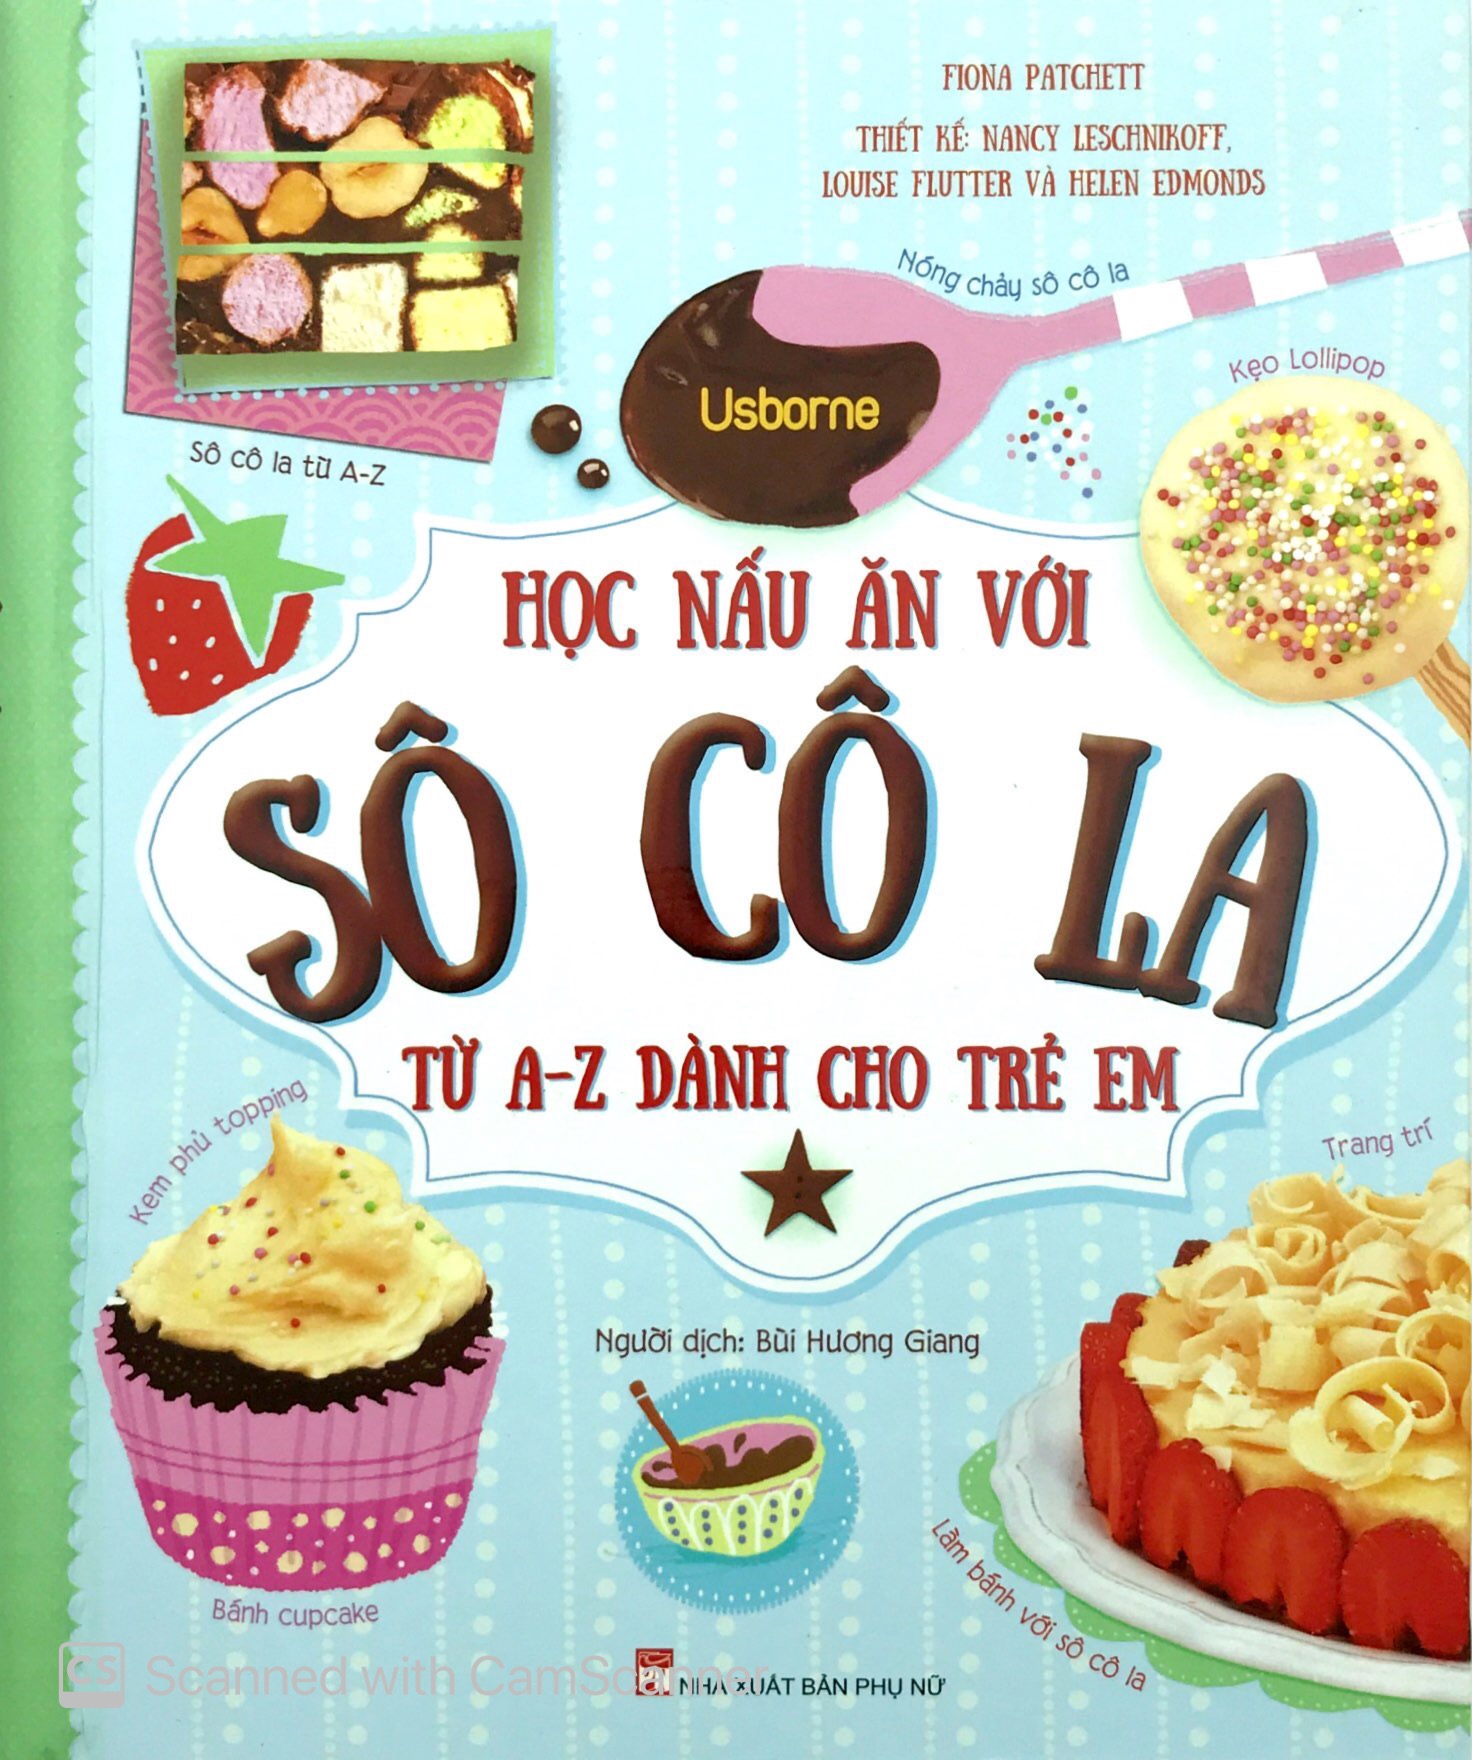 FIONA PATCHETT
THIẾT KẾ: NANCY LESCHNIKOFF,
LOUISE FLUTTER VÀ HELEN EDMONDS
Nóng chảy sô cô la
Kẹo Lollipop
Usborne
Sô cô la từ A-Z
HỌC NẤU ĂN VỚI
SÔ CÔ LA
TỪ A-Z DÀNH CHO TRẺ EM
Kem phủ topping
Trang trí
Người dịch: Bùi Hương Giang
Làm bánh với sô cô la
Bánh cupcake
CS Scanned with CamScanner
NHÀ XUẤT BẢN PHỤ NỮ